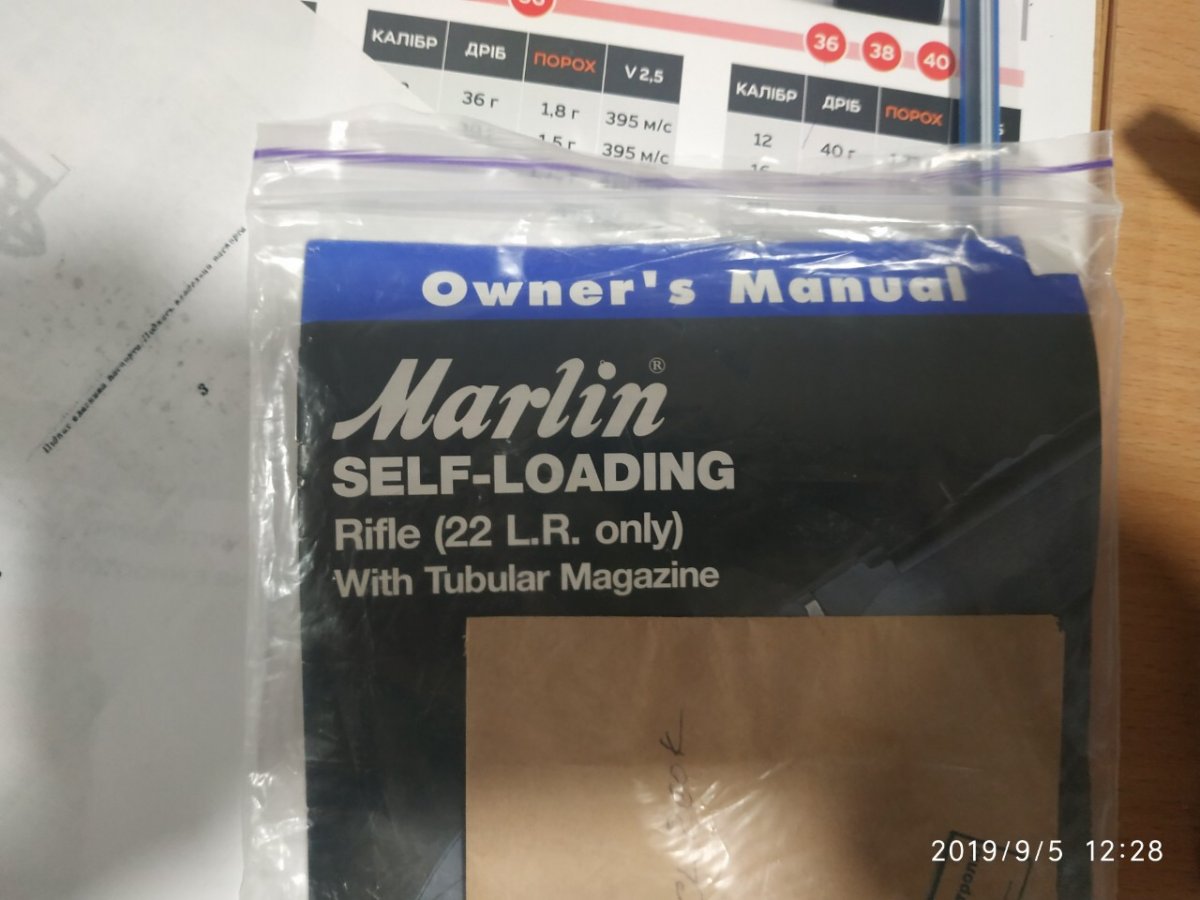 36
38
40
КАЛІБР ДРІБ ПОРОХ V 2,5
36 г 1,8 г 395 м/с
395 м/с
КАЛІБР ДРІБ ПОРОХ
12 40 г
Owner's Manual
Marlin®
SELF-LOADING
Rifle (22 L.R. only)
With Tubular Magazine
3
2019/9/5 12:28